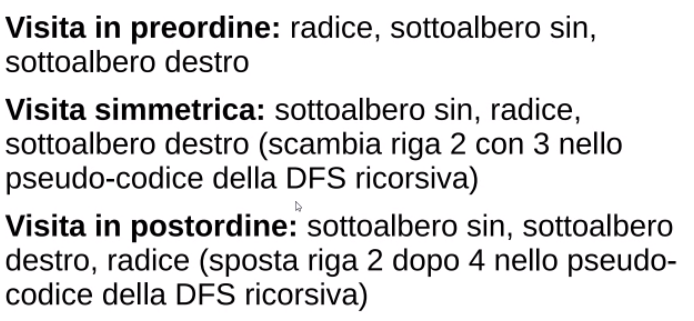 Visita in preordine: radice, sottoalbero sin,
sottoalbero destro
Visita simmetrica: sottoalbero sin, radice,
sottoalbero destro (scambia riga 2 con 3 nello
pseudo-codice della DFS ricorsiva)
Visita in postordine: sottoalbero sin, sottoalbero
destro, radice (sposta riga 2 dopo 4 nello pseudo-
codice della DFS ricorsiva)